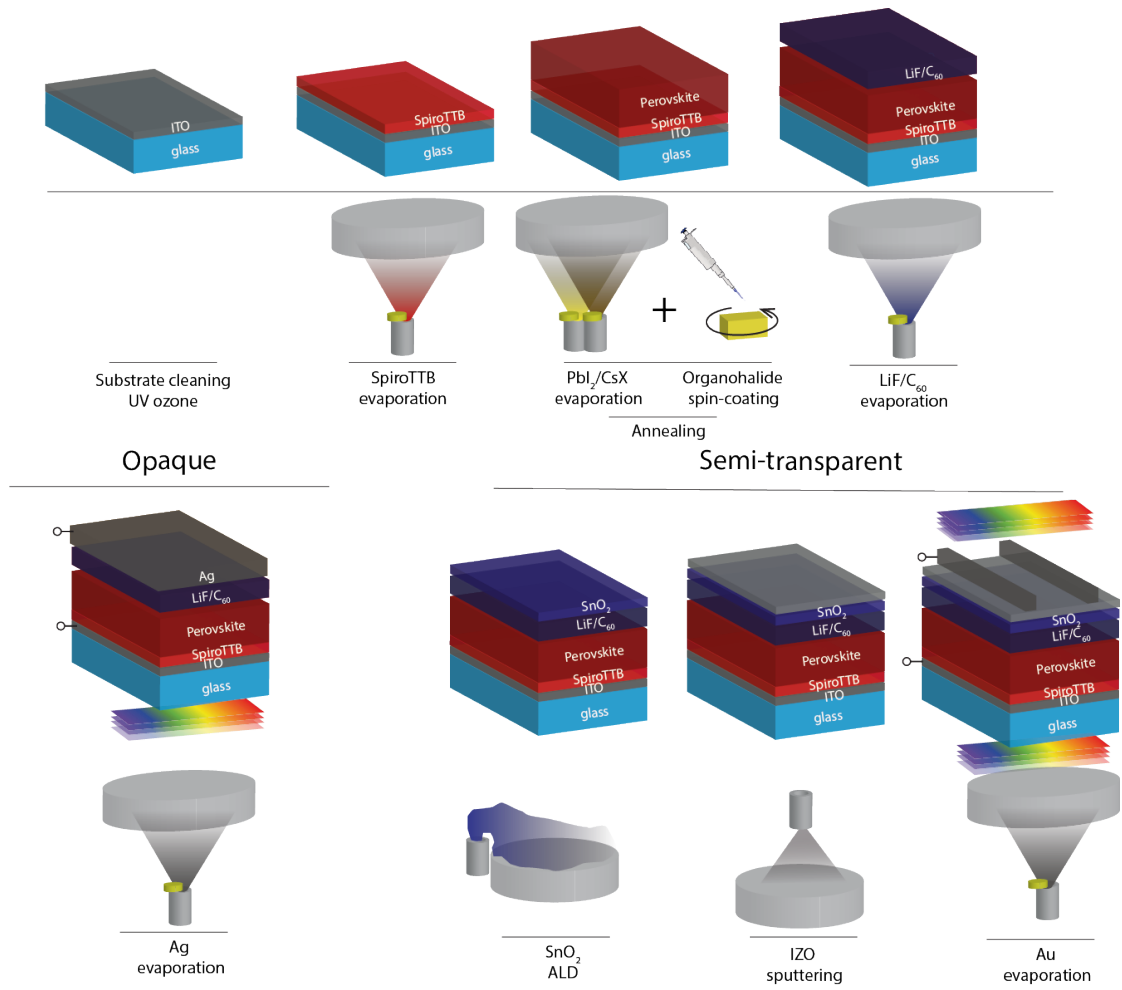 ITO
glass
SpiroTTB
ITO
glass
Perovskite
SpiroTTB
ITO
glass
LiF/C₆₀
Perovskite
SpiroTTB
ITO
glass
+
Substrate cleaning
UV ozone
SpiroTTB
evaporation
PbI₂/CsX
evaporation
Organohalide
spin-coating
Annealing
LiF/C₆₀
evaporation
Opaque
Semi-transparent
Ag
LiF/C₆₀
Perovskite
SpiroTTB
ITO
glass
SnO₂
LiF/C₆₀
Perovskite
SpiroTTB
ITO
glass
SnO₂
LiF/C₆₀
Perovskite
SpiroTTB
ITO
glass
SnO₂
LiF/C₆₀
Perovskite
SpiroTTB
ITO
glass
Ag
evaporation
SnO₂
ALD
IZO
sputtering
Au
evaporation